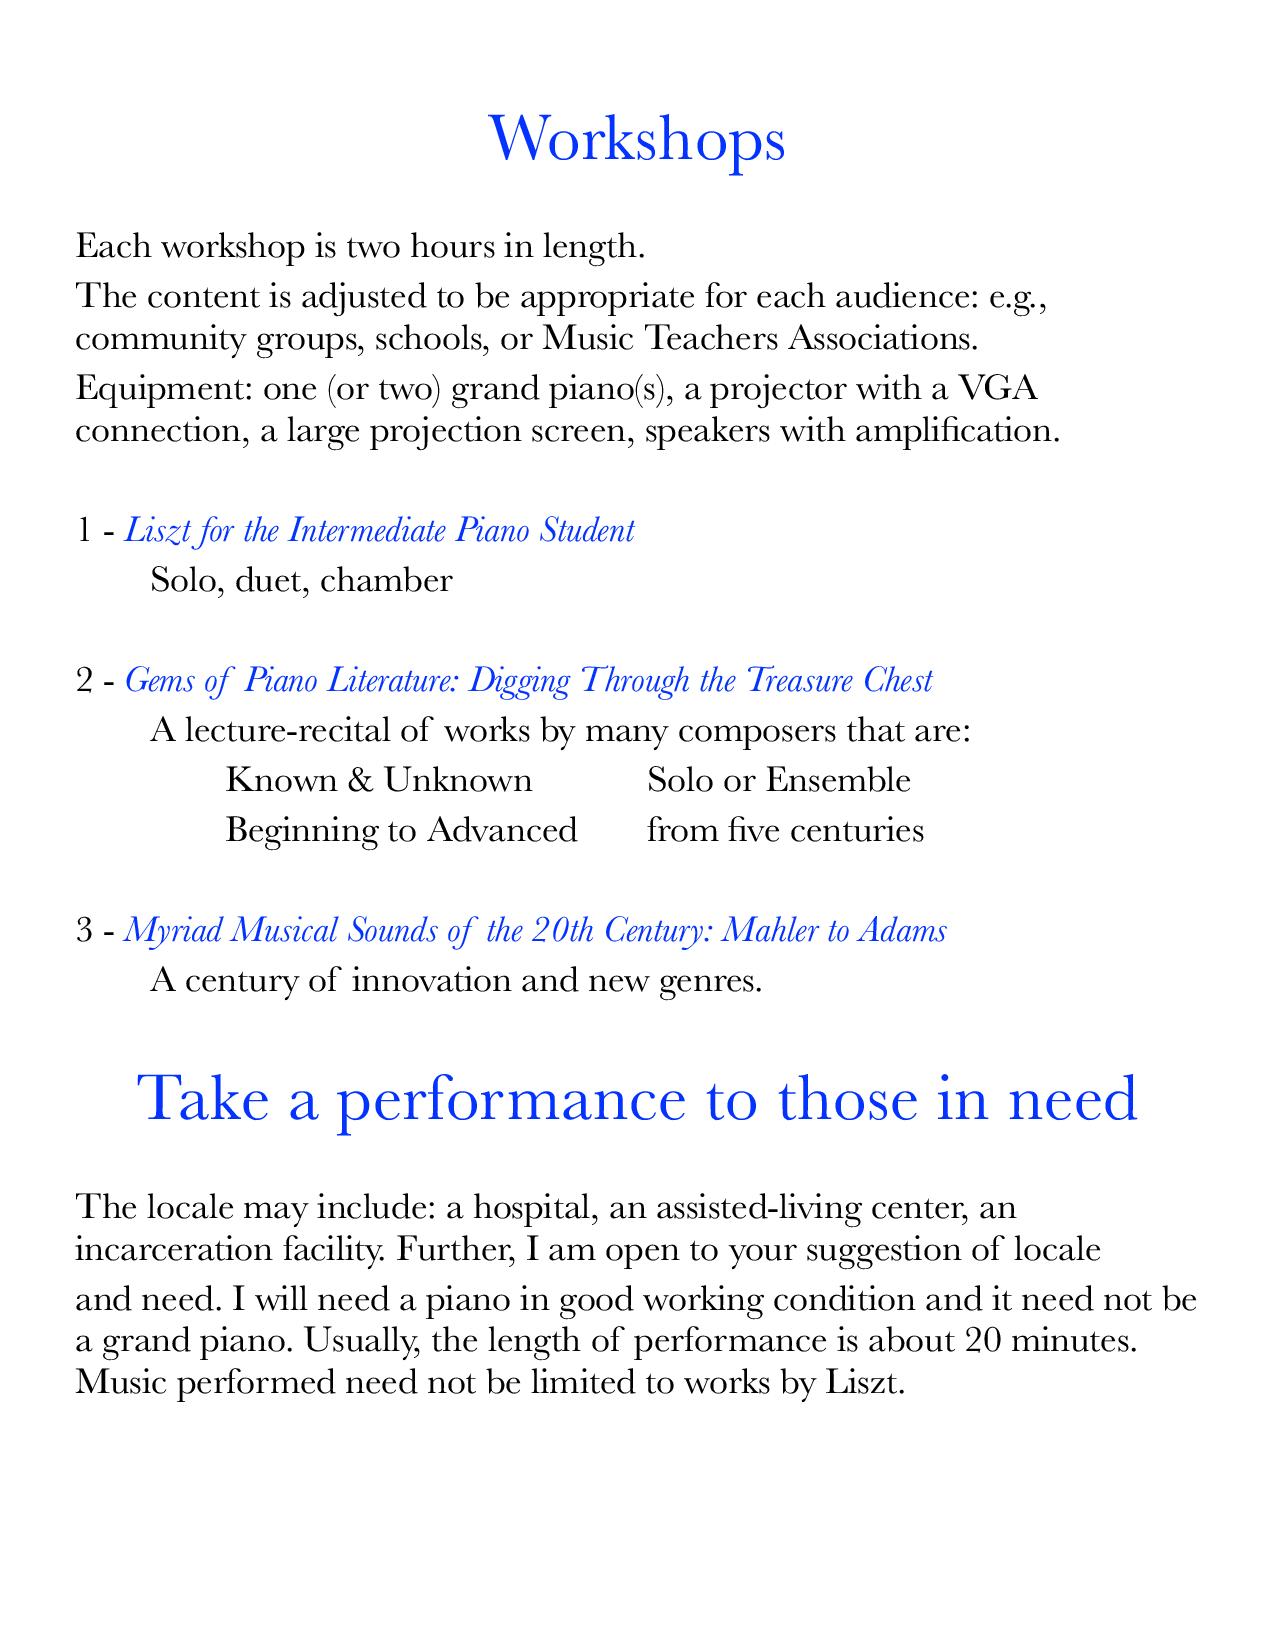 Workshops
Each workshop is two hours in length.
The content is adjusted to be appropriate for each audience: e.g.,
community groups, schools, or Music Teachers Associations.
Equipment: one (or two) grand piano(s), a projector with a VGA
connection, a large projection screen, speakers with amplification.
1 - Liszt for the Intermediate Piano Student
Solo, duet, chamber
2 - Gems of Piano Literature: Digging Through the Treasure Chest
A lecture-recital of works by many composers that are:
Known & Unknown Solo or Ensemble
Beginning to Advanced from five centuries
3 - Myriad Musical Sounds of the 20th Century: Mahler to Adams
A century of innovation and new genres.
Take a performance to those in need
The locale may include: a hospital, an assisted-living center, an
incarceration facility. Further, I am open to your suggestion of locale
and need. I will need a piano in good working condition and it need not be
a grand piano. Usually, the length of performance is about 20 minutes.
Music performed need not be limited to works by Liszt.